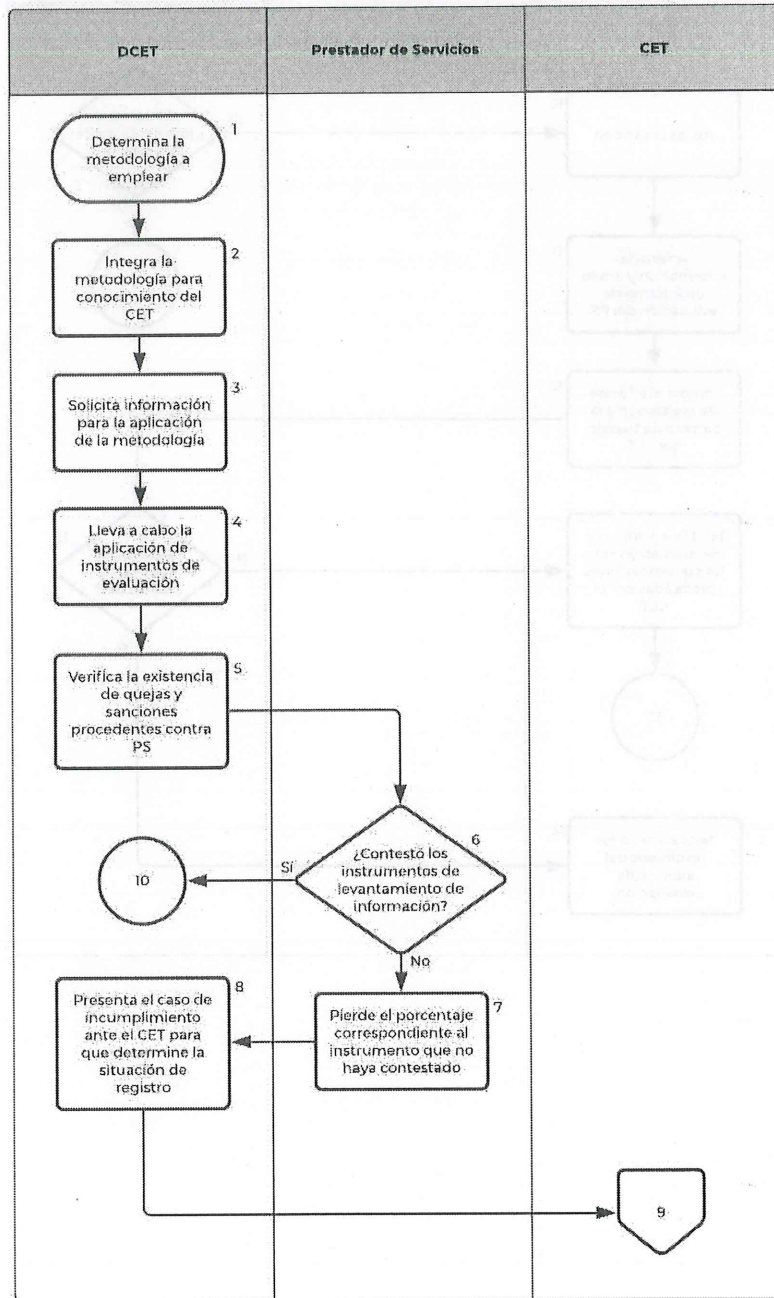 DCET
Prestador de Servicios
CET
1
Determina la
metodología a
emplear
2
Integra la
metodología para
conocimiento del
CET
3
Solicita información
para la aplicación
de la metodología
4
Lleva a cabo la
aplicación de
instrumentos de
evaluación
5
Verifica la existencia
de quejas y
sanciones
procedentes contra
PS
6
¿Contestó los
instrumentos de
levantamiento de
información?
Sí
10
No
7
Pierde el porcentaje
correspondiente al
instrumento que no
haya contestado
8
Presenta el caso de
incumplimiento
ante el CET para
que determine la
situación de
registro
9